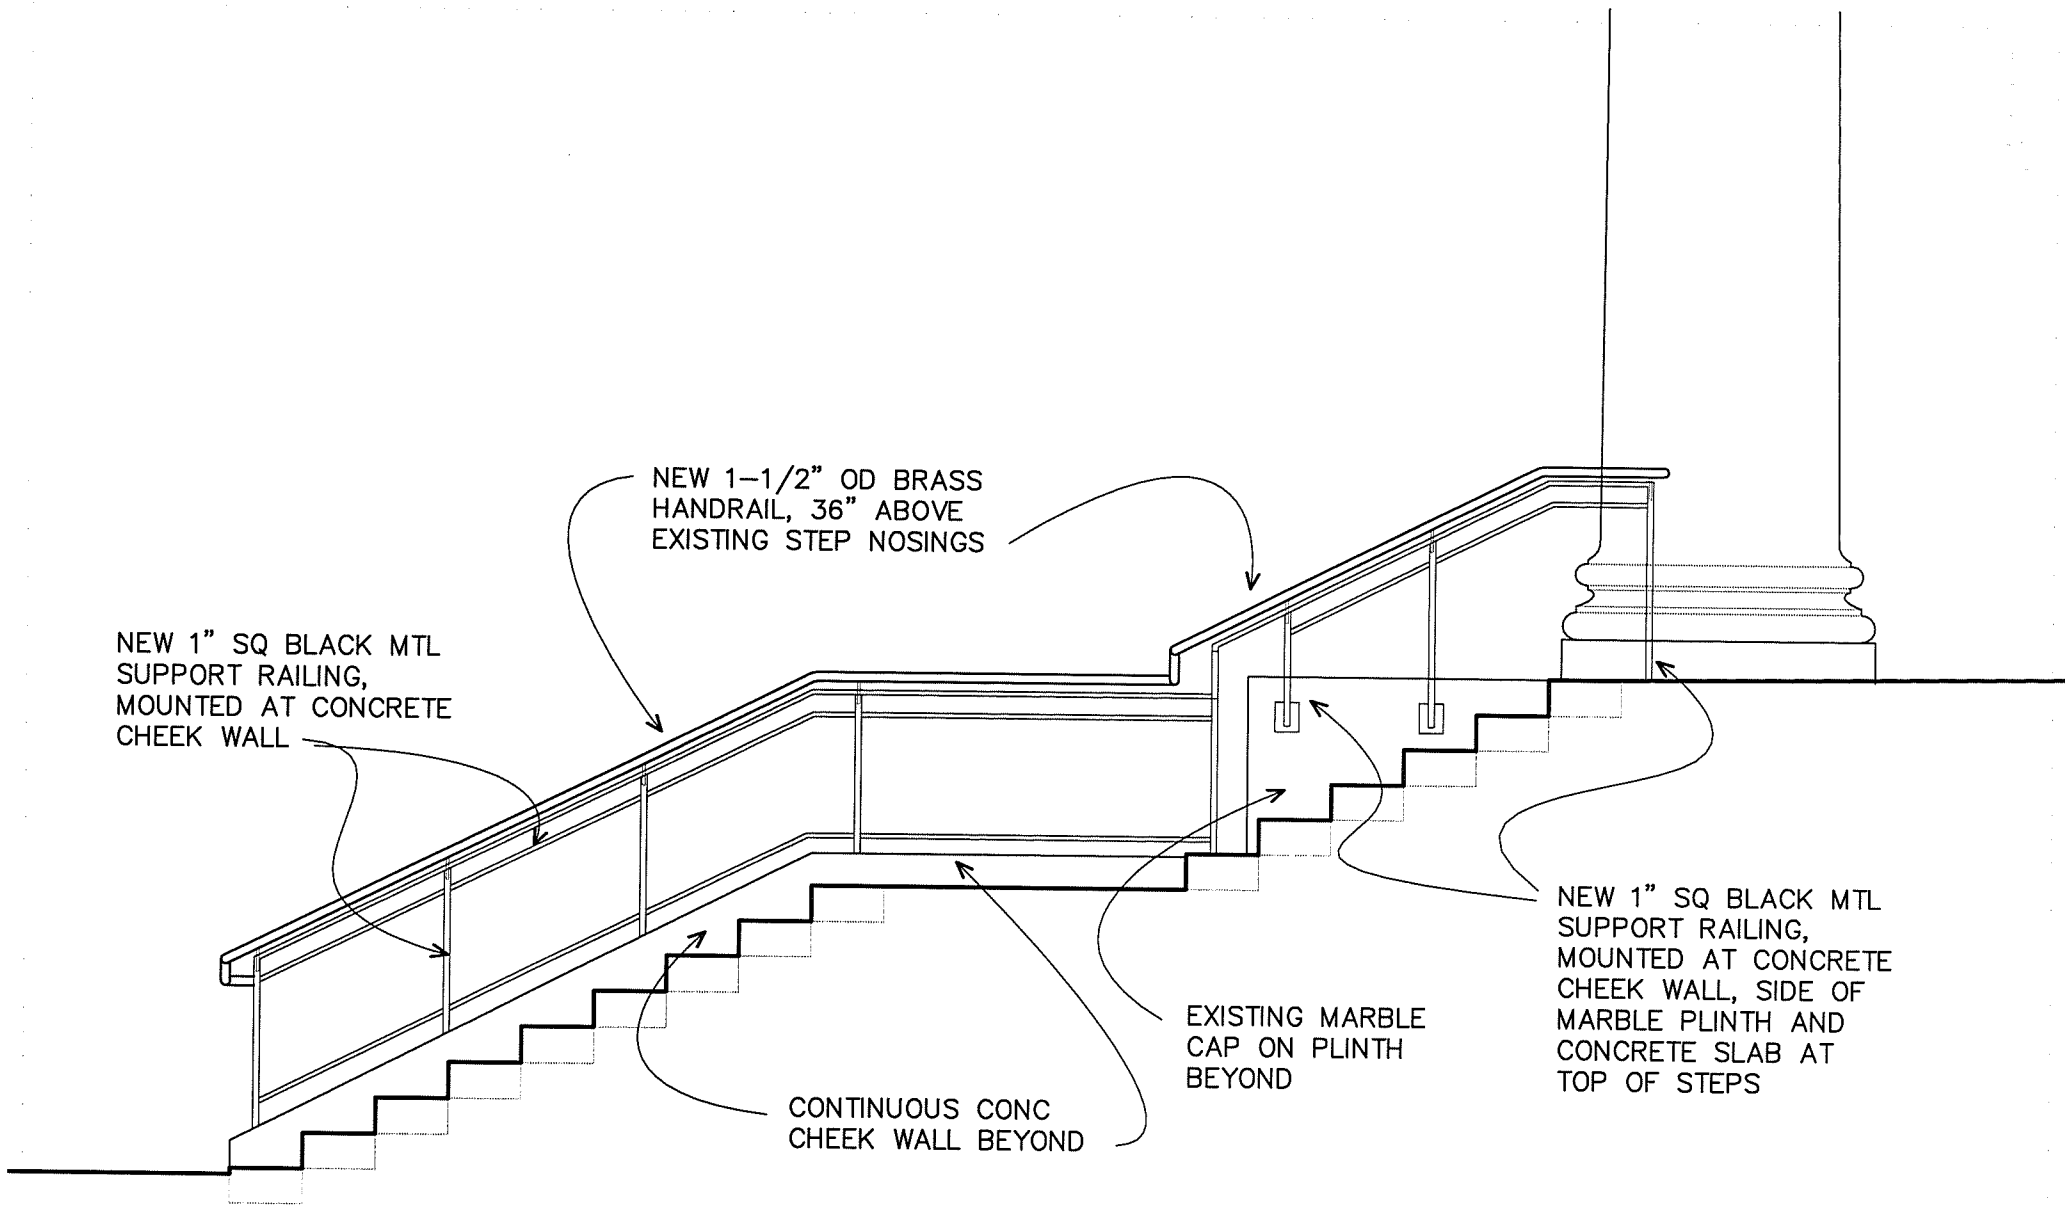 NEW 1-1/2" OD BRASS
HANDRAIL, 36" ABOVE
EXISTING STEP NOSINGS
NEW 1" SQ BLACK MTL
SUPPORT RAILING,
MOUNTED AT CONCRETE
CHEEK WALL
NEW 1" SQ BLACK MTL
SUPPORT RAILING,
MOUNTED AT CONCRETE
CHEEK WALL, SIDE OF
MARBLE PLINTH AND
CONCRETE SLAB AT
TOP OF STEPS
EXISTING MARBLE
CAP ON PLINTH
BEYOND
CONTINUOUS CONC
CHEEK WALL BEYOND